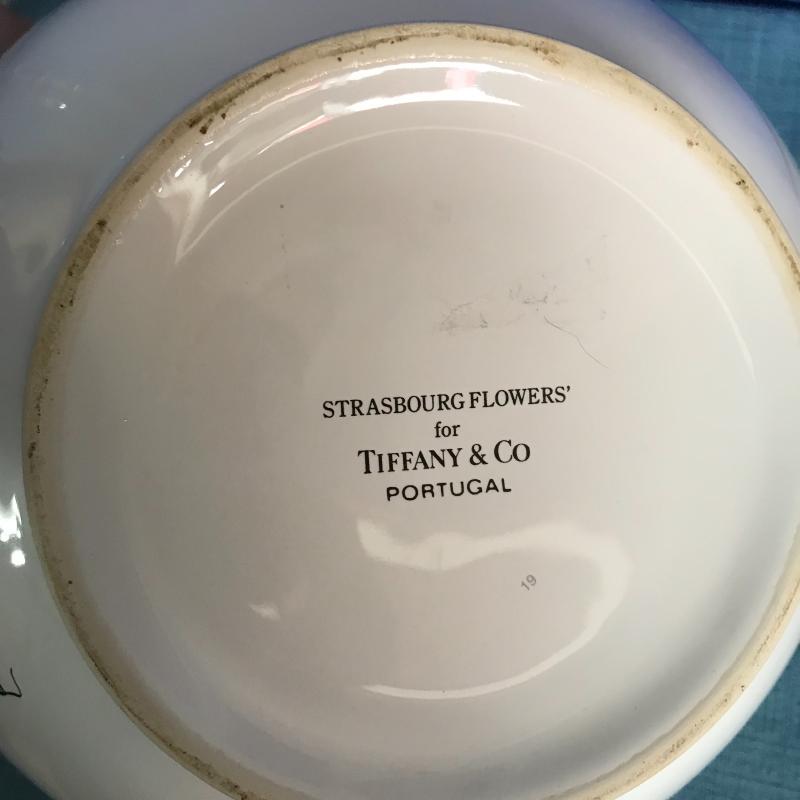 STRASBOURG FLOWERS'
for
TIFFANY & CO
PORTUGAL
19